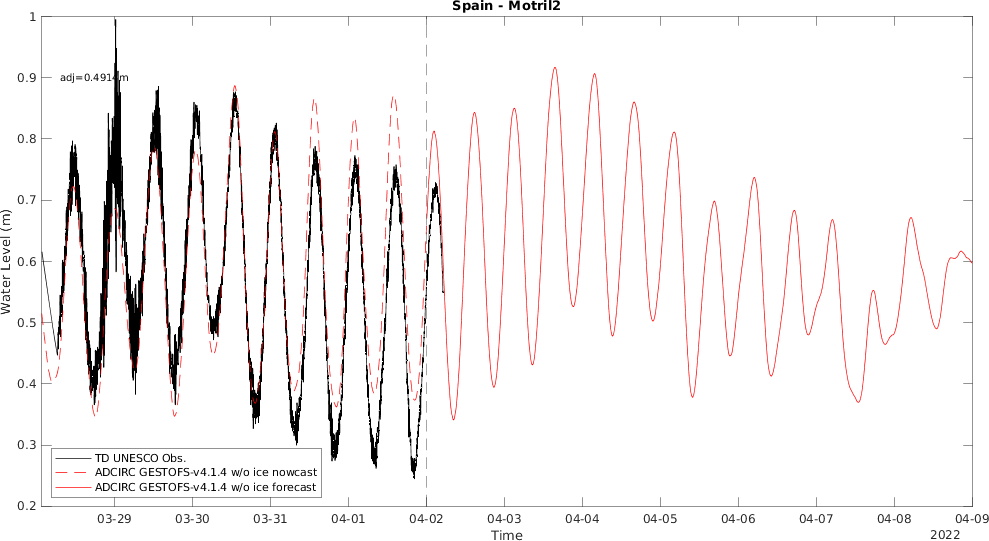 Spain - Motril2
1
0.9
0.8
0.7
0.6
0.5
0.4
0.3
0.2
Water Level (m)
adj=0.4914m
TD UNESCO Obs.
ADCIRC GESTOFS-v4.1.4 w/o ice nowcast
ADCIRC GESTOFS-v4.1.4 w/o ice forecast
03-29 03-30 03-31 04-01 04-02 04-03 04-04 04-05 04-06 04-07 04-08 04-09
Time
2022